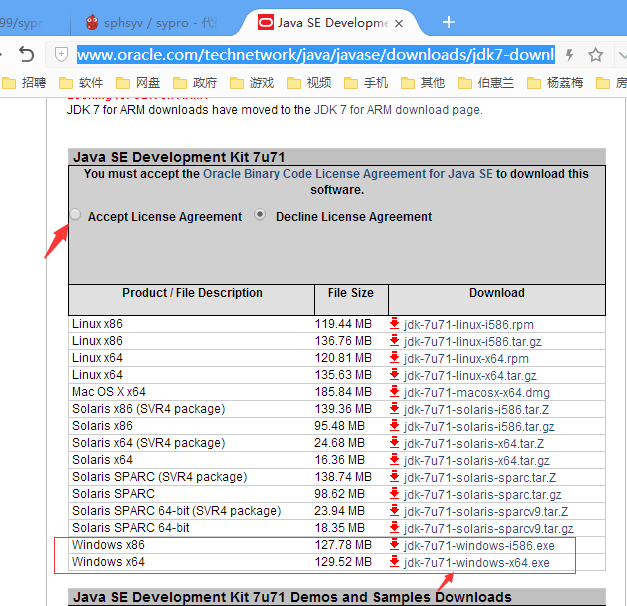 99/sypr
sphsyv / sypro - 代
Java SE Developme
www.oracle.com/technetwork/java/javase/downloads/jdk7-downl
招聘 软件 网盘 政府 游戏 视频 手机 其他 伯惠兰 杨荔梅 房
JDK 7 for ARM downloads have moved to the JDK 7 for ARM download page.
Java SE Development Kit 7u71
You must accept the Oracle Binary Code License Agreement for Java SE to download this
software.
Accept License Agreement Decline License Agreement
Product / File Description File Size Download
Linux x86 119.44 MB jdk-7u71-linux-i586.rpm
Linux x86 136.76 MB jdk-7u71-linux-i586.tar.gz
Linux x64 120.81 MB jdk-7u71-linux-x64.rpm
Linux x64 135.63 MB jdk-7u71-linux-x64.tar.gz
Mac OS X x64 185.84 MB jdk-7u71-macosx-x64.dmg
Solaris x86 (SVR4 package) 139.36 MB jdk-7u71-solaris-i586.tar.Z
Solaris x86 95.48 MB jdk-7u71-solaris-i586.tar.gz
Solaris x64 (SVR4 package) 24.68 MB jdk-7u71-solaris-x64.tar.Z
Solaris x64 16.36 MB jdk-7u71-solaris-x64.tar.gz
Solaris SPARC (SVR4 package) 138.74 MB jdk-7u71-solaris-sparc.tar.Z
Solaris SPARC 98.62 MB jdk-7u71-solaris-sparc.tar.gz
Solaris SPARC 64-bit (SVR4 package) 23.94 MB jdk-7u71-solaris-sparcv9.tar.Z
Solaris SPARC 64-bit 18.35 MB jdk-7u71-solaris-sparcv9.tar.gz
Windows x86 127.78 MB jdk-7u71-windows-i586.exe
Windows x64 129.52 MB jdk-7u71-windows-x64.exe
Java SE Development Kit 7u71 Demos and Samples Downloads